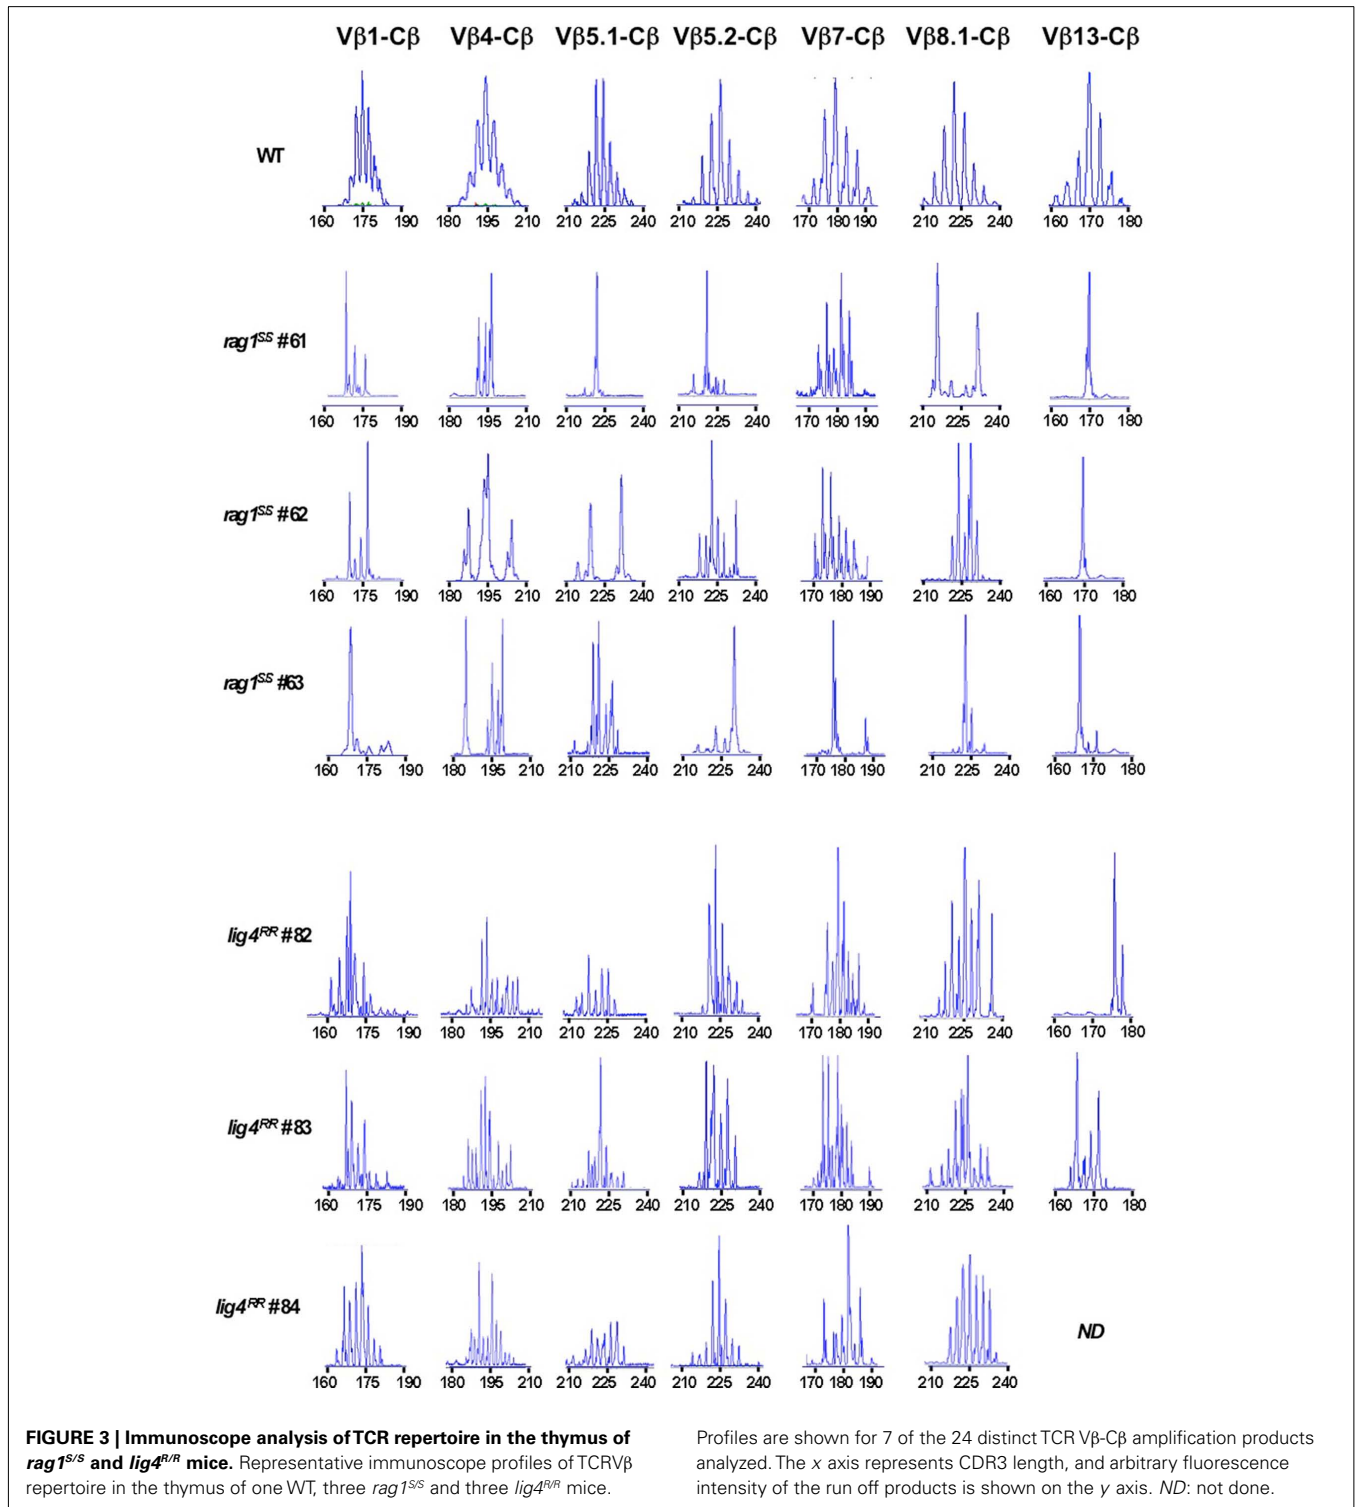 Vβ1-Cβ Vβ4-Cβ Vβ5.1-Cβ Vβ5.2-Cβ Vβ7-Cβ Vβ8.1-Cβ Vβ13-Cβ
WT
160 175 190 180 195 210 210 225 240 210 225 240 170 180 190 210 225 240 160 170 180
rag1S/S #61
160 175 190 180 195 210 210 225 240 210 225 240 170 180 190 210 225 240 160 170 180
rag1S/S #62
160 175 190 180 195 210 210 225 240 210 225 240 170 180 190 210 225 240 160 170 180
rag1S/S #63
160 175 190 180 195 210 210 225 240 210 225 240 170 180 190 210 225 240 160 170 180
lig4R/R #82
160 175 190 180 195 210 210 225 240 210 225 240 170 180 190 210 225 240 160 170 180
lig4R/R #83
160 175 190 180 195 210 210 225 240 210 225 240 170 180 190 210 225 240 160 170 180
lig4R/R #84
ND
160 175 190 180 195 210 210 225 240 210 225 240 170 180 190 210 225 240
FIGURE 3 | Immunoscope analysis of TCR repertoire in the thymus of
rag1S/S and lig4R/R mice. Representative immunoscope profiles of TCRVβ
repertoire in the thymus of one WT, three rag1S/S and three lig4R/R mice.
Profiles are shown for 7 of the 24 distinct TCR Vβ-Cβ amplification products
analyzed. The x axis represents CDR3 length, and arbitrary fluorescence
intensity of the run off products is shown on the y axis. ND: not done.